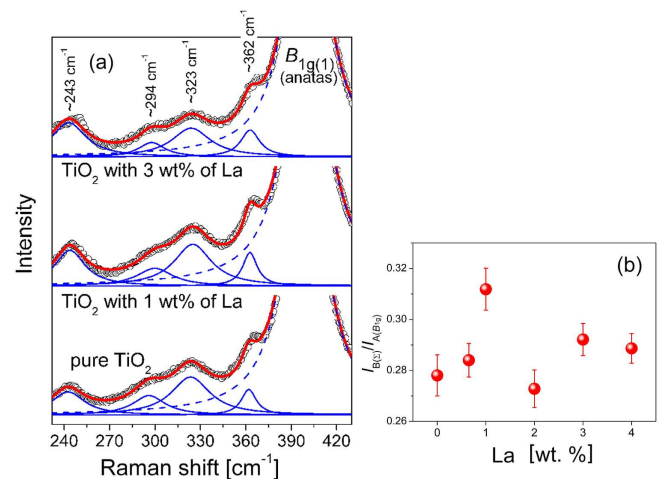 (a)
~243 cm⁻¹
~294 cm⁻¹
~323 cm⁻¹
~362 cm⁻¹
B1g(1)
(anatas)
TiO2 with 3 wt% of La
TiO2 with 1 wt% of La
pure TiO2
Intensity
240 270 300 330 360 390 420
Raman shift [cm⁻¹]
(b)
0.32
0.30
0.28
0.26
IB(Σ)/IA(B1g)
0 1 2 3 4
La [wt. %]